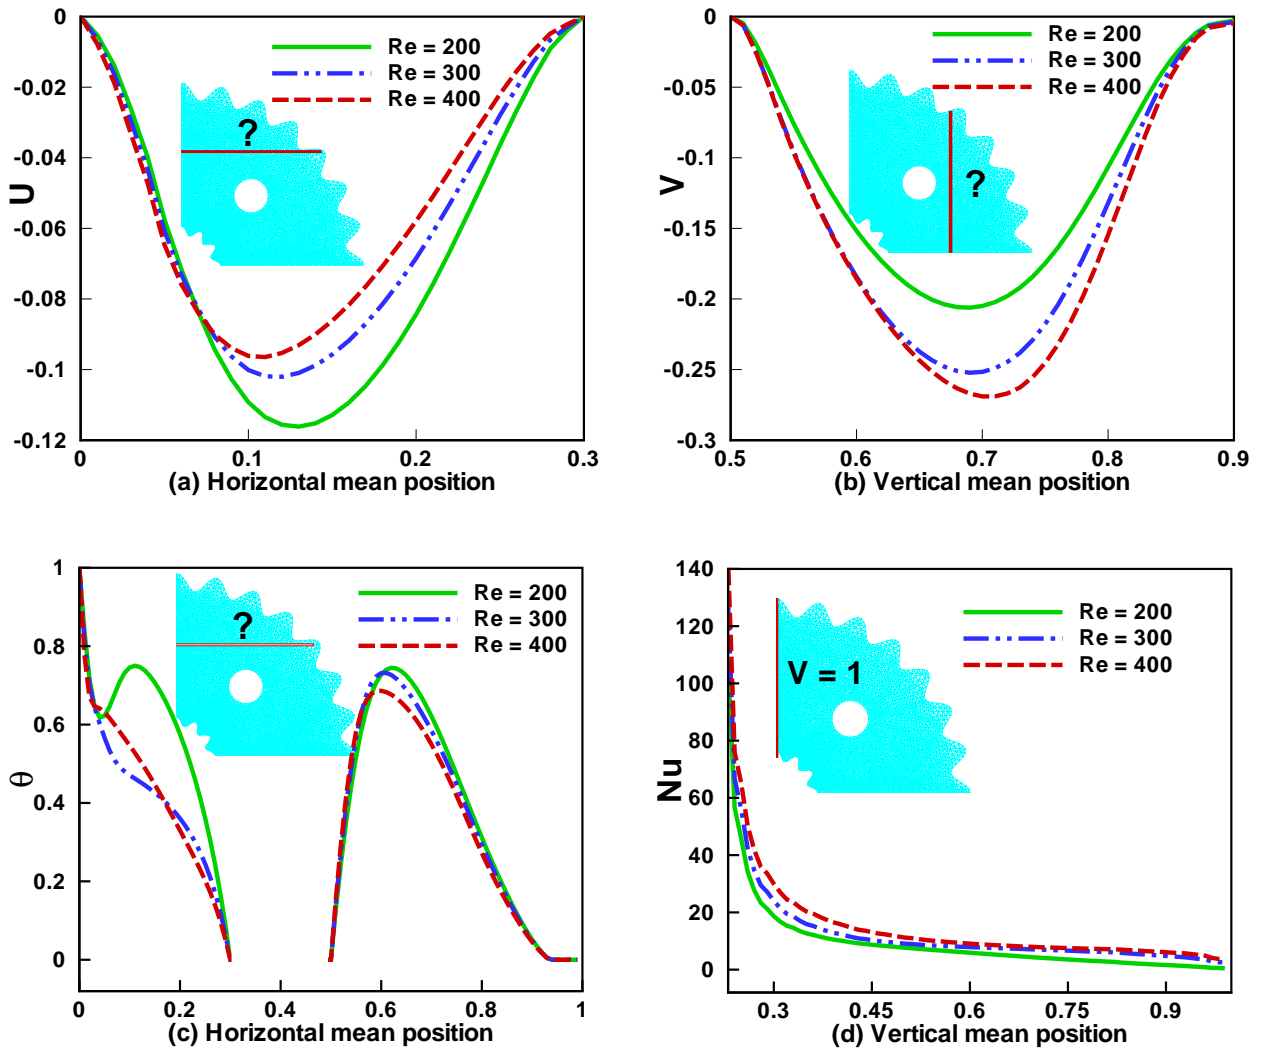 0
-0.02
-0.04
-0.06
-0.08
-0.1
-0.12
U
Re = 200
Re = 300
Re = 400
?
0
0.1
0.2
0.3
(a) Horizontal mean position
0
-0.05
-0.1
-0.15
-0.2
-0.25
-0.3
V
Re = 200
Re = 300
Re = 400
?
0.5
0.6
0.7
0.8
0.9
(b) Vertical mean position
1
0.8
0.6
0.4
0.2
0
θ
Re = 200
Re = 300
Re = 400
?
0
0.2
0.4
0.6
0.8
1
(c) Horizontal mean position
140
120
100
80
60
40
20
0
Nu
Re = 200
Re = 300
Re = 400
V = 1
0.3
0.45
0.6
0.75
0.9
(d) Vertical mean position